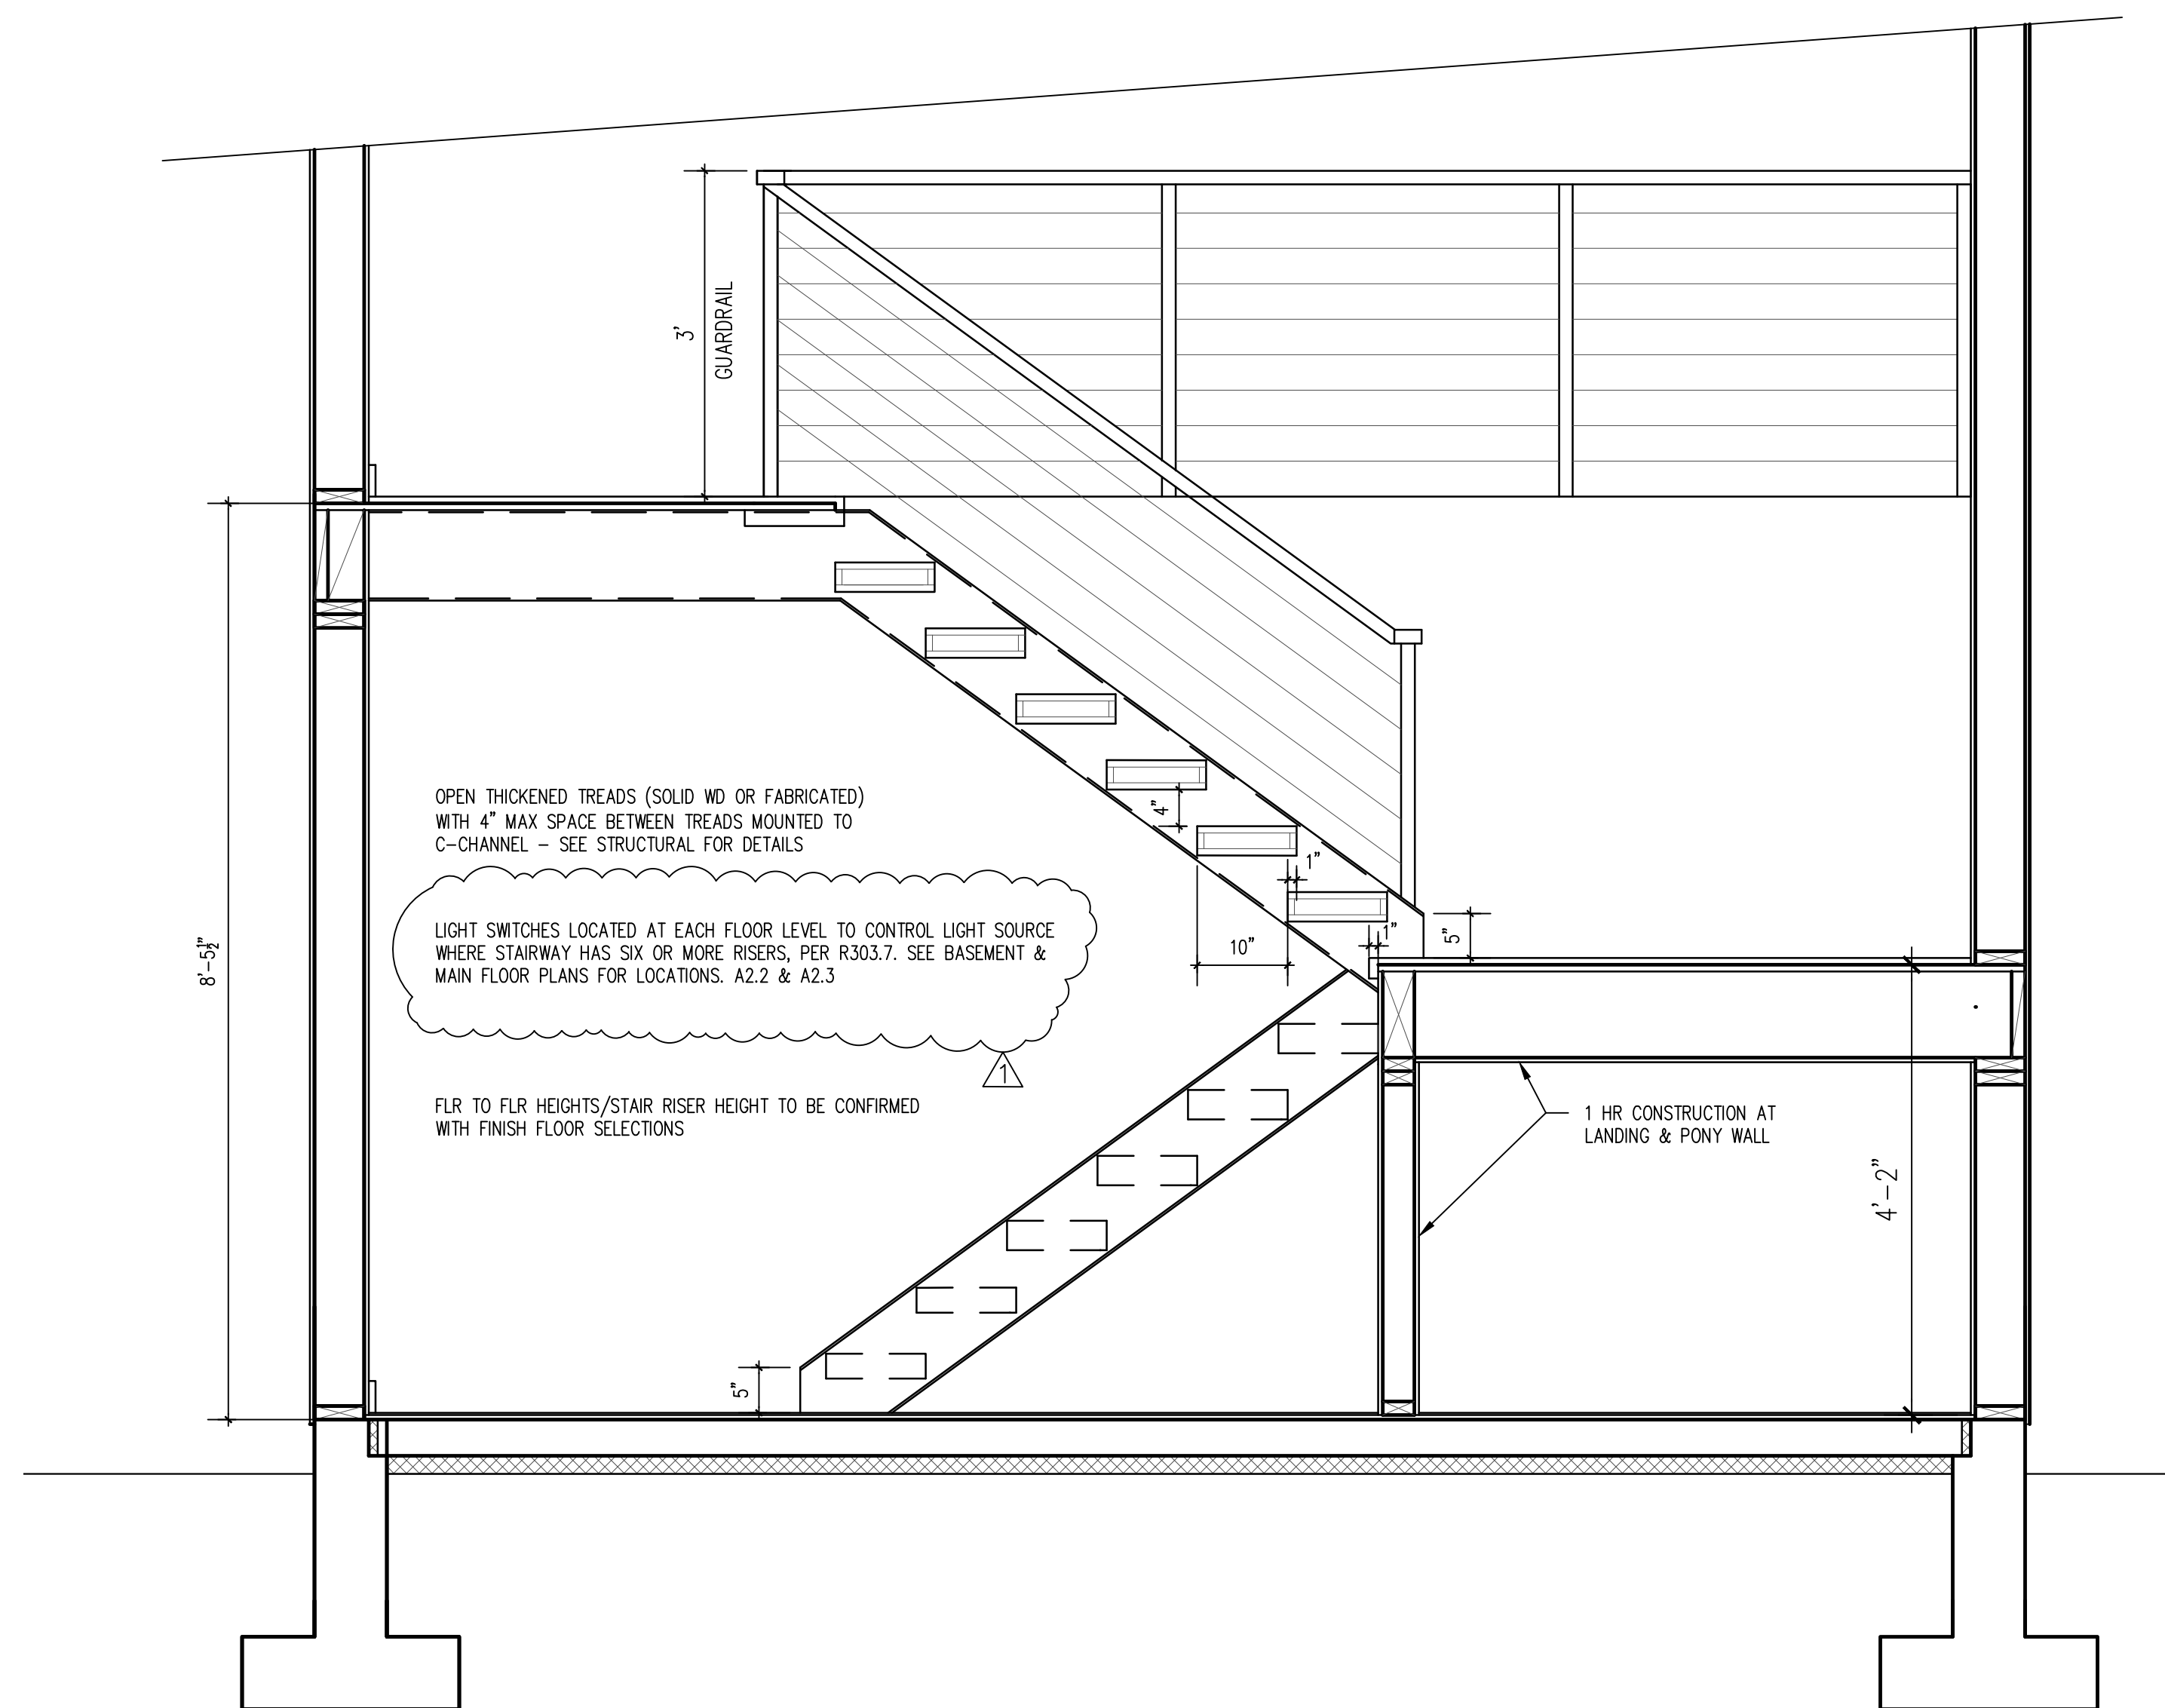 3'
GUARDRAIL
OPEN THICKENED TREADS (SOLID WD OR FABRICATED)
WITH 4" MAX SPACE BETWEEN TREADS MOUNTED TO
C-CHANNEL - SEE STRUCTURAL FOR DETAILS
4"
1"
LIGHT SWITCHES LOCATED AT EACH FLOOR LEVEL TO CONTROL LIGHT SOURCE
WHERE STAIRWAY HAS SIX OR MORE RISERS, PER R303.7. SEE BASEMENT &
MAIN FLOOR PLANS FOR LOCATIONS. A2.2 & A2.3
10"
1"
5"
8'-5½"
1
FLR TO FLR HEIGHTS/STAIR RISER HEIGHT TO BE CONFIRMED
WITH FINISH FLOOR SELECTIONS
1 HR CONSTRUCTION AT
LANDING & PONY WALL
4'-2"
5"